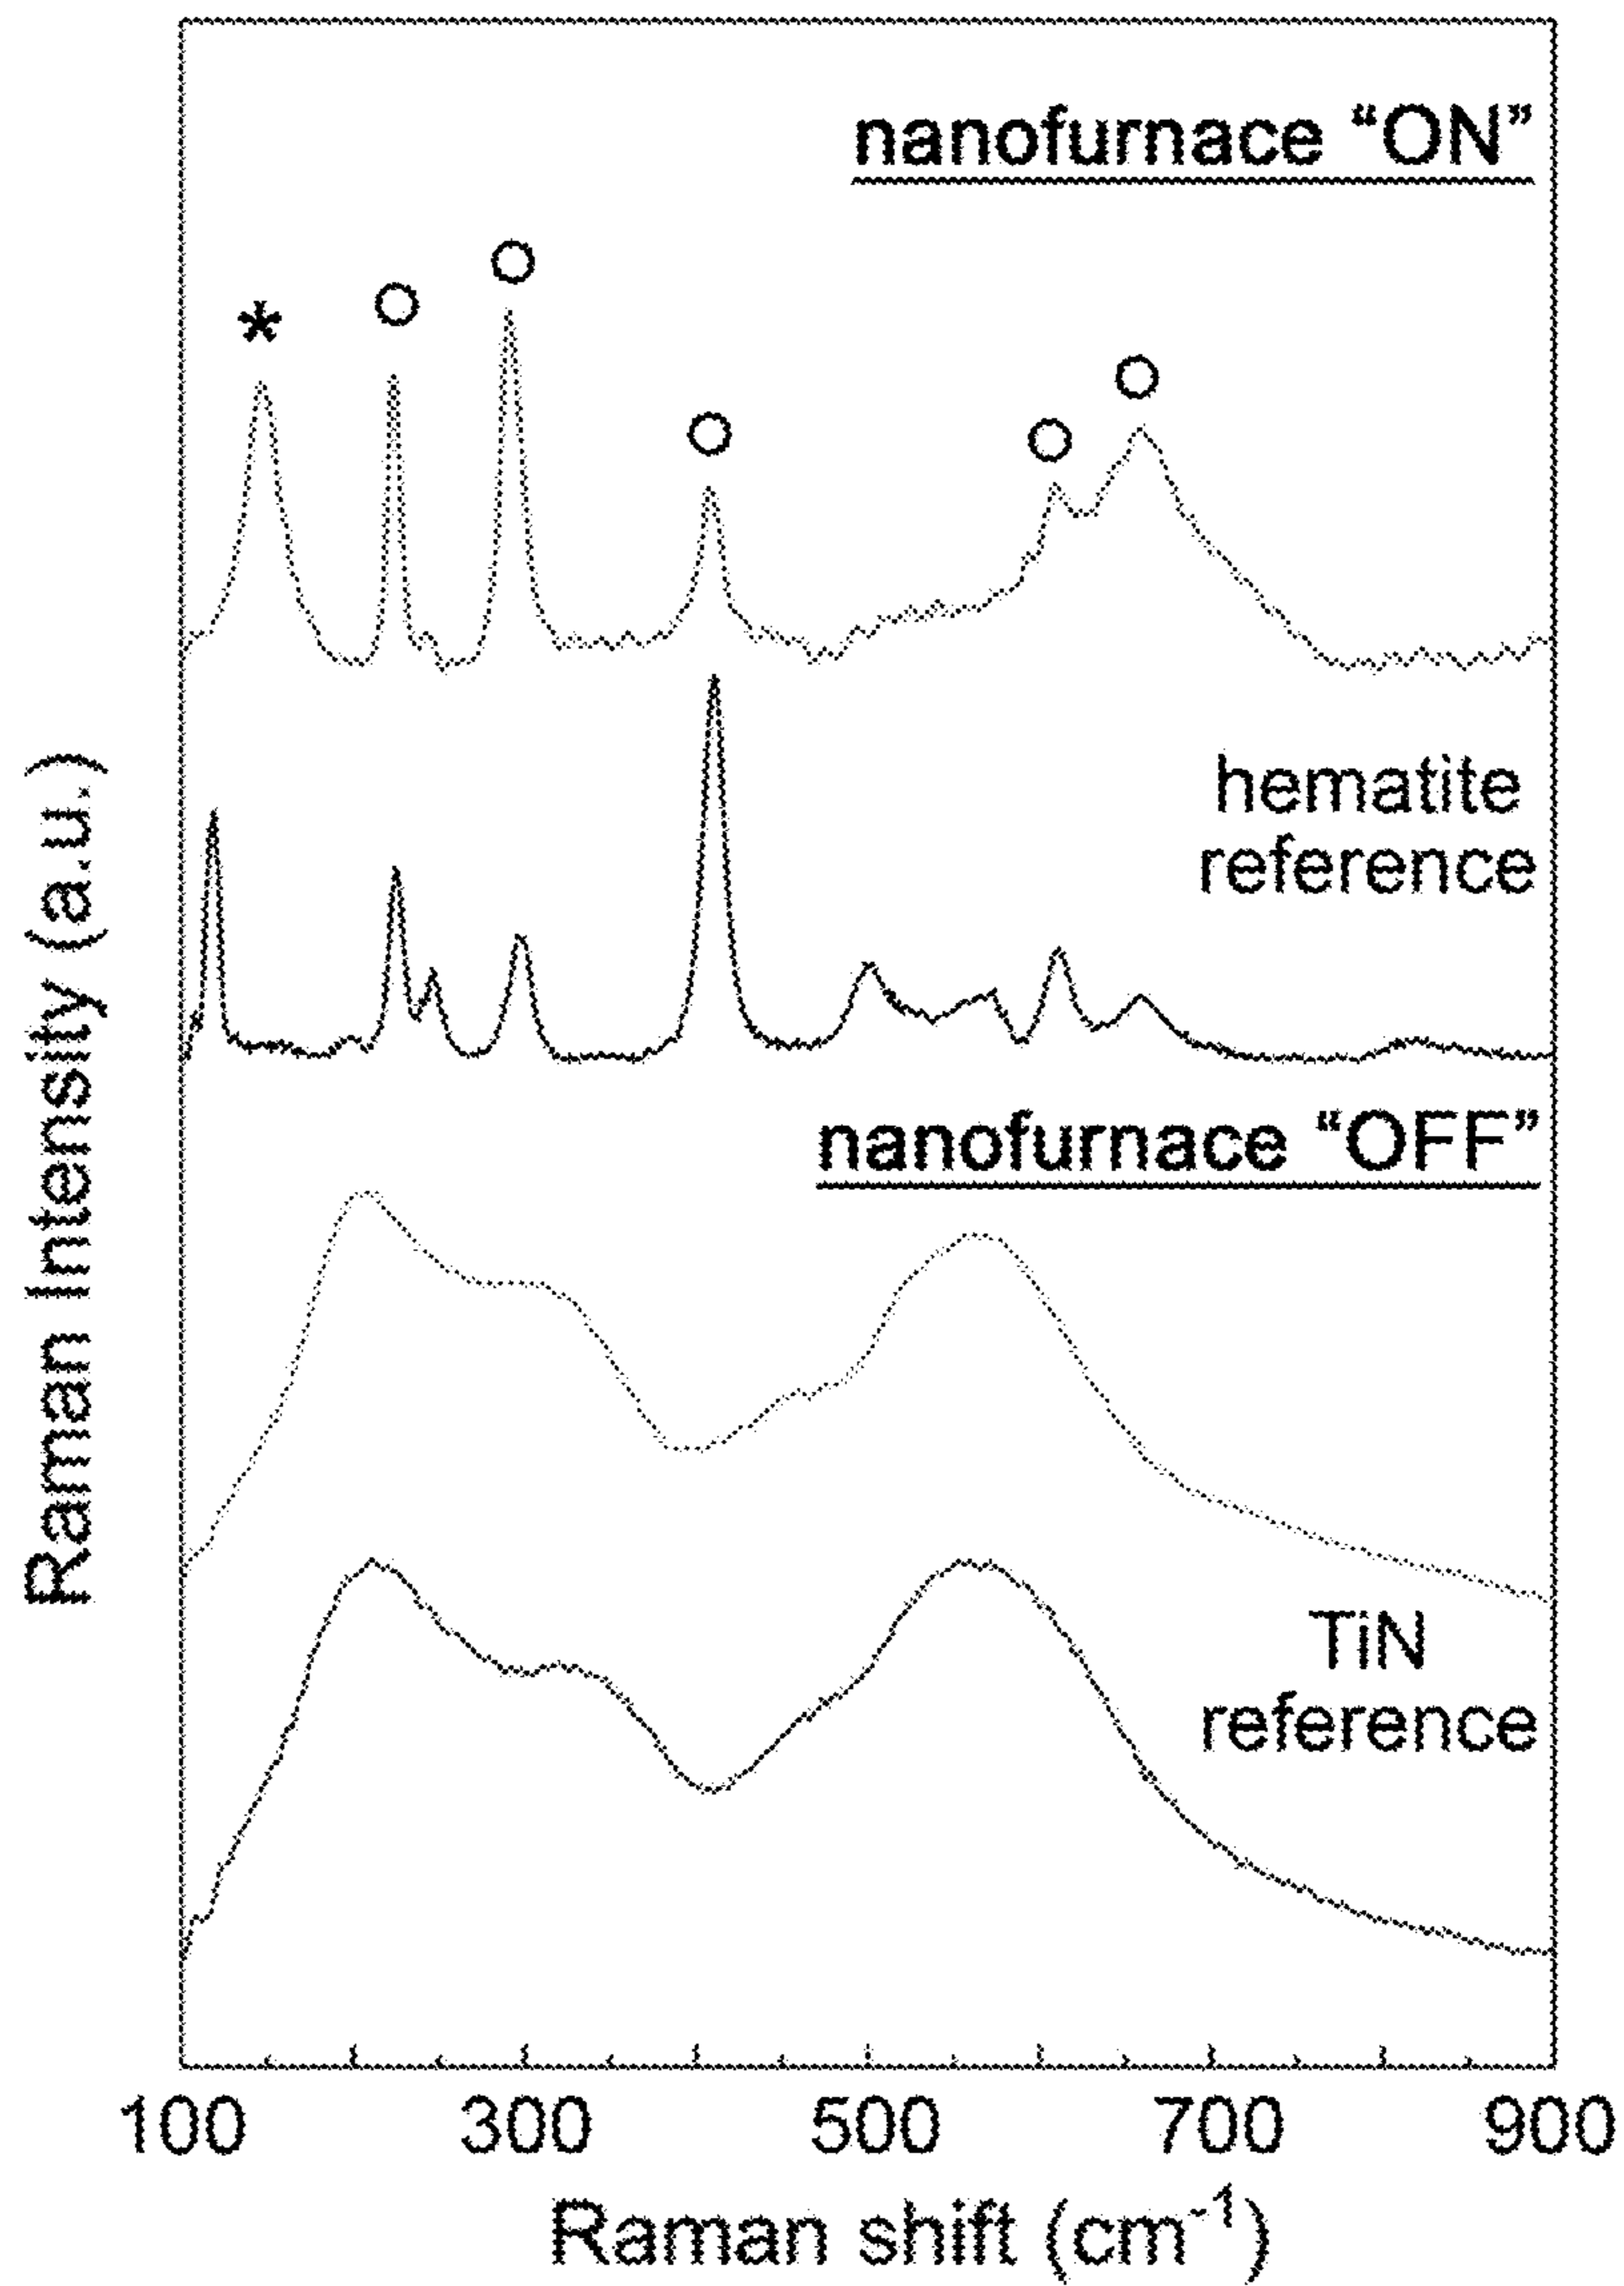 nanofurnace “ON”
*
hematite
reference
nanofurnace “OFF”
TiN
reference
Raman Intensity (a.u.)
100 300 500 700 900
Raman shift (cm⁻¹)